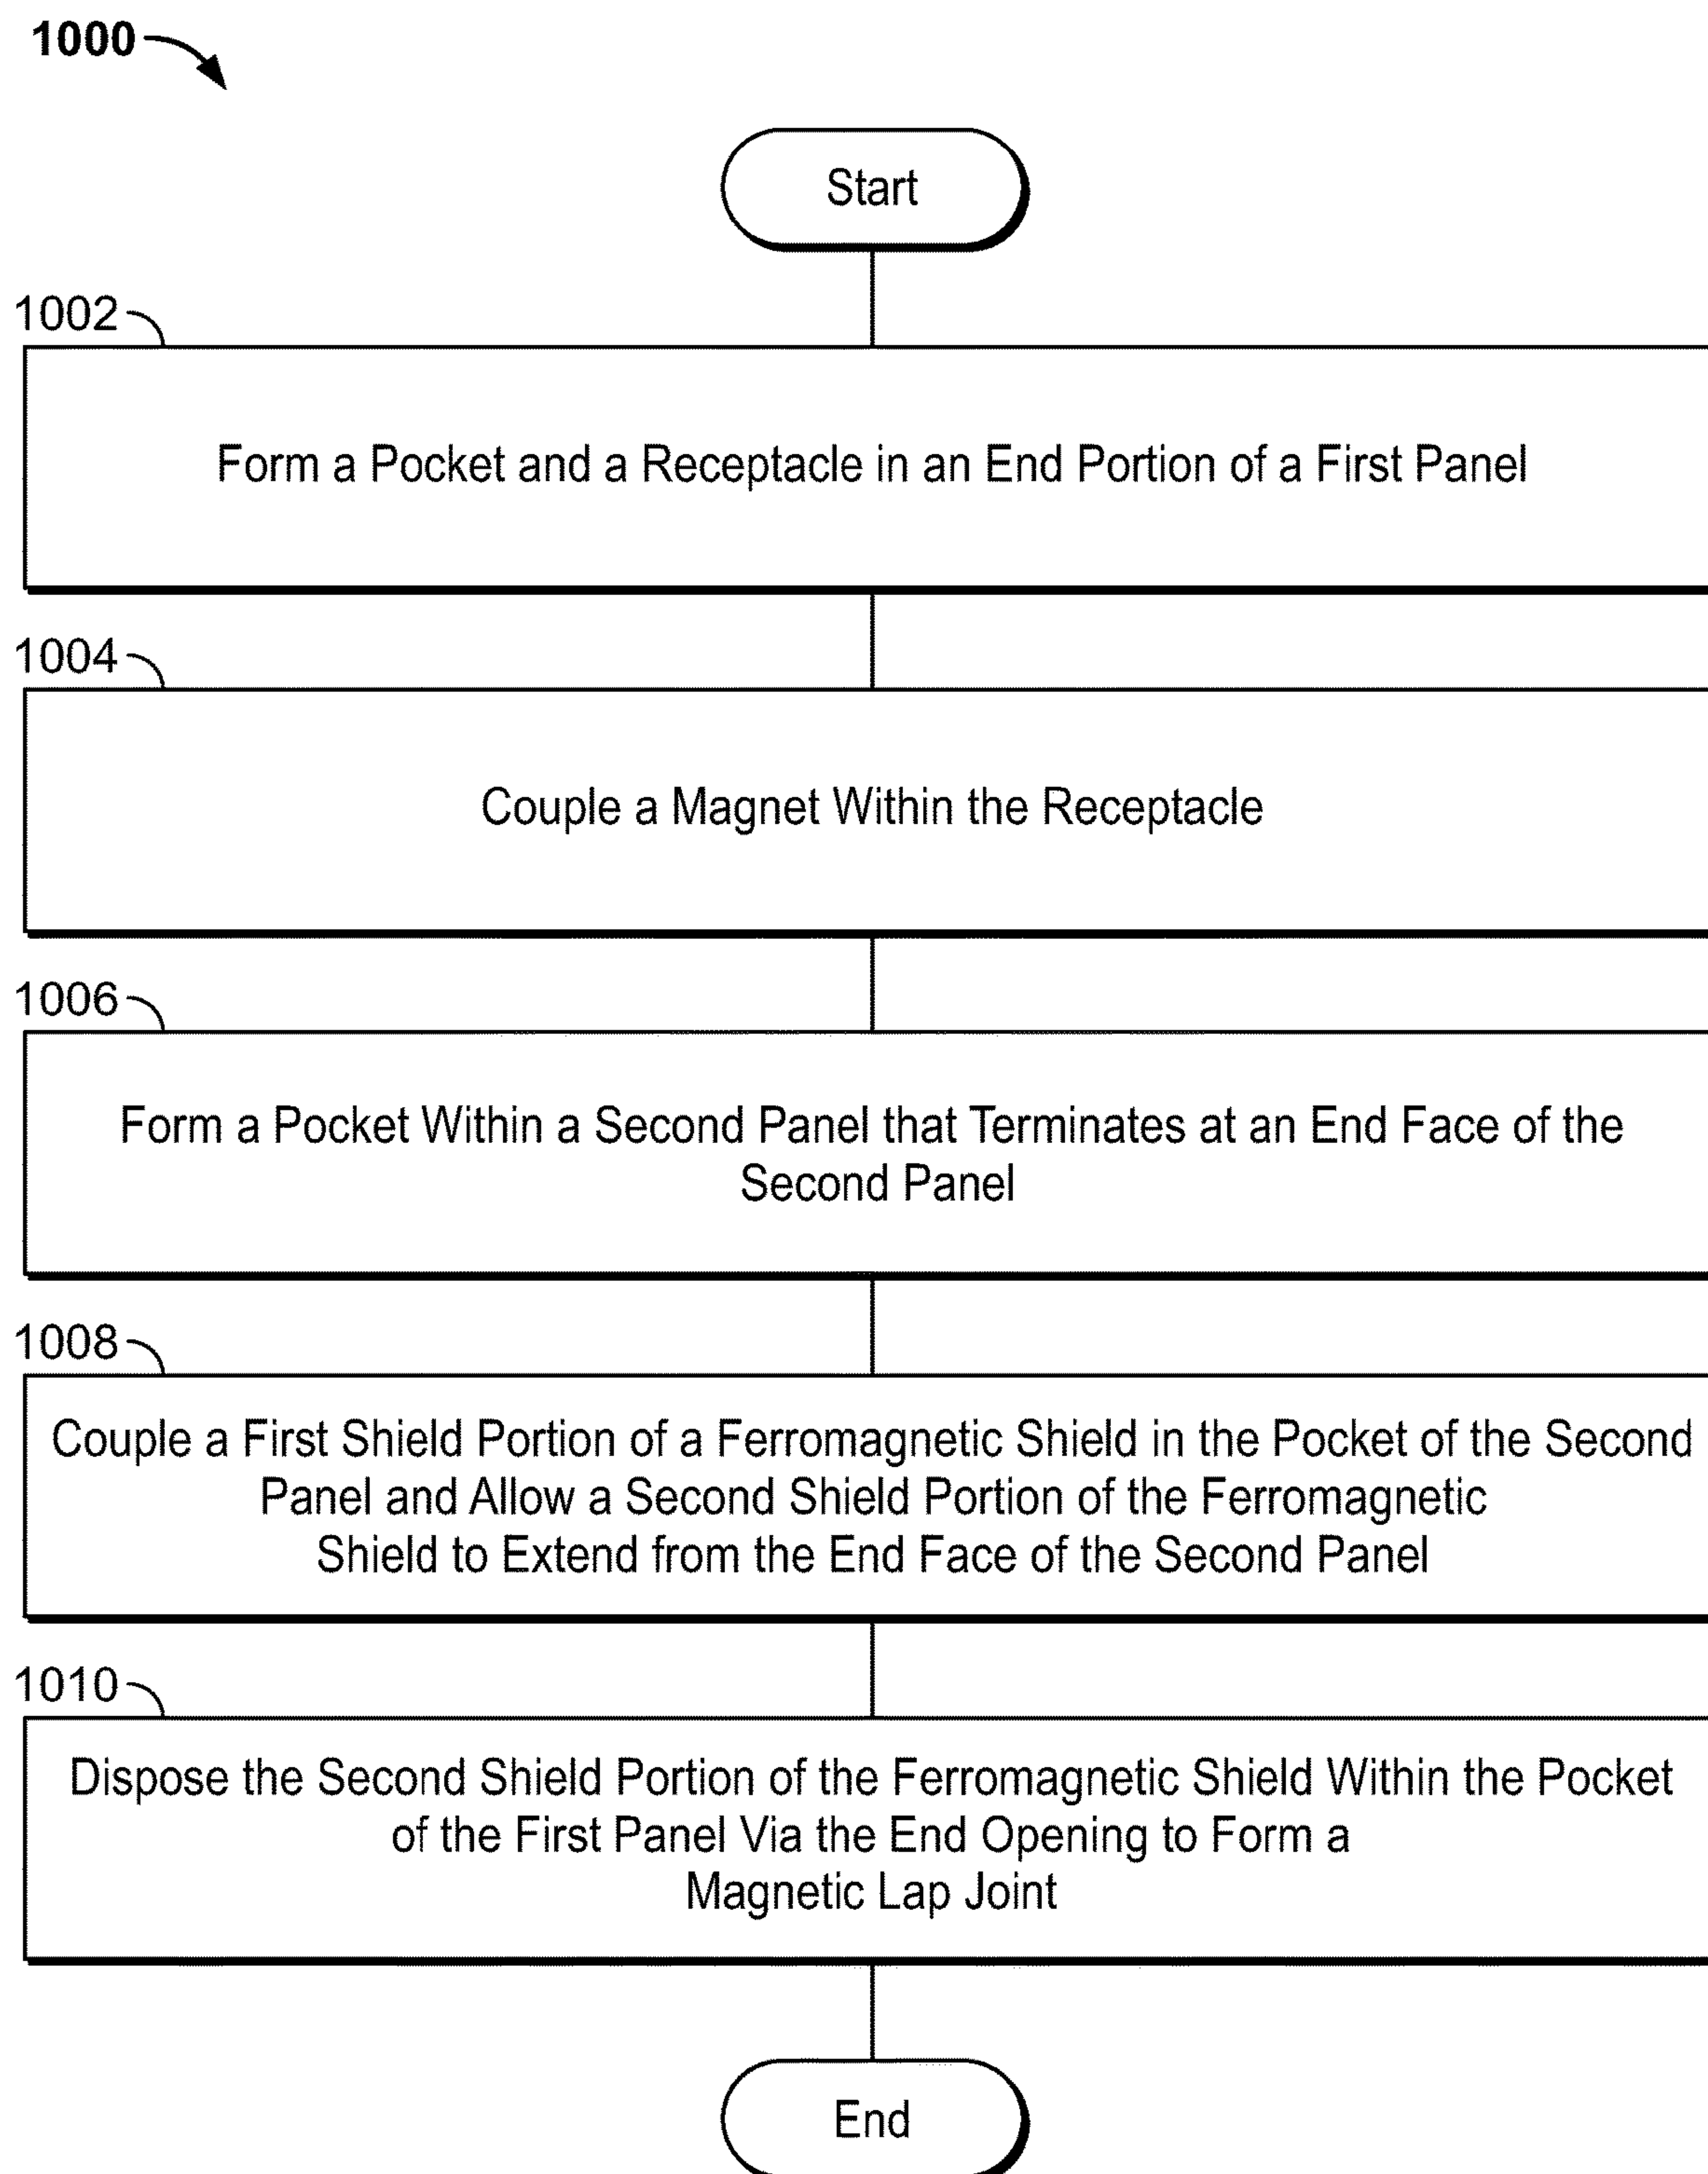 1000
Start
1002
Form a Pocket and a Receptacle in an End Portion of a First Panel
1004
Couple a Magnet Within the Receptacle
1006
Form a Pocket Within a Second Panel that Terminates at an End Face of the
Second Panel
1008
Couple a First Shield Portion of a Ferromagnetic Shield in the Pocket of the Second
Panel and Allow a Second Shield Portion of the Ferromagnetic
Shield to Extend from the End Face of the Second Panel
1010
Dispose the Second Shield Portion of the Ferromagnetic Shield Within the Pocket
of the First Panel Via the End Opening to Form a
Magnetic Lap Joint
End